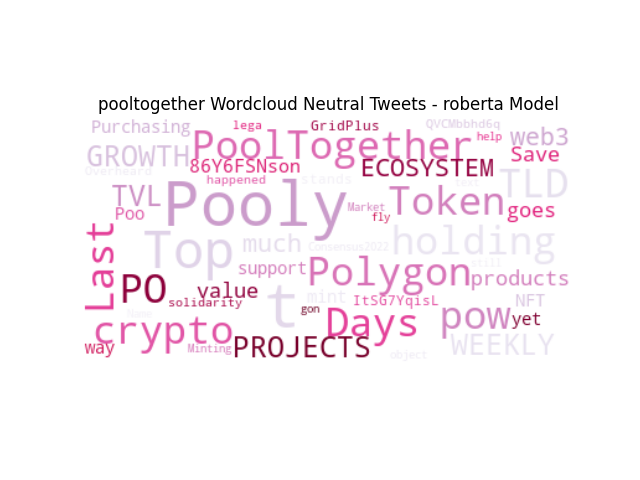 pooltogether Wordcloud Neutral Tweets - roberta Model
Purchasing lega GridPlus QVCMbbhd6q
PoolTogether help web3
GROWTH 86Y6FSNson ECOSYSTEM Save
Overheard happened stands TLD
TVL Pooly Market Token goes
Poo fly
Last Top much Consensus2022 holding
support Polygon products still
PO value mint ItSG7YqisL NFT
solidarity t gon
crypto Days pow yet
way Minting PROJECTS object WEEKLY